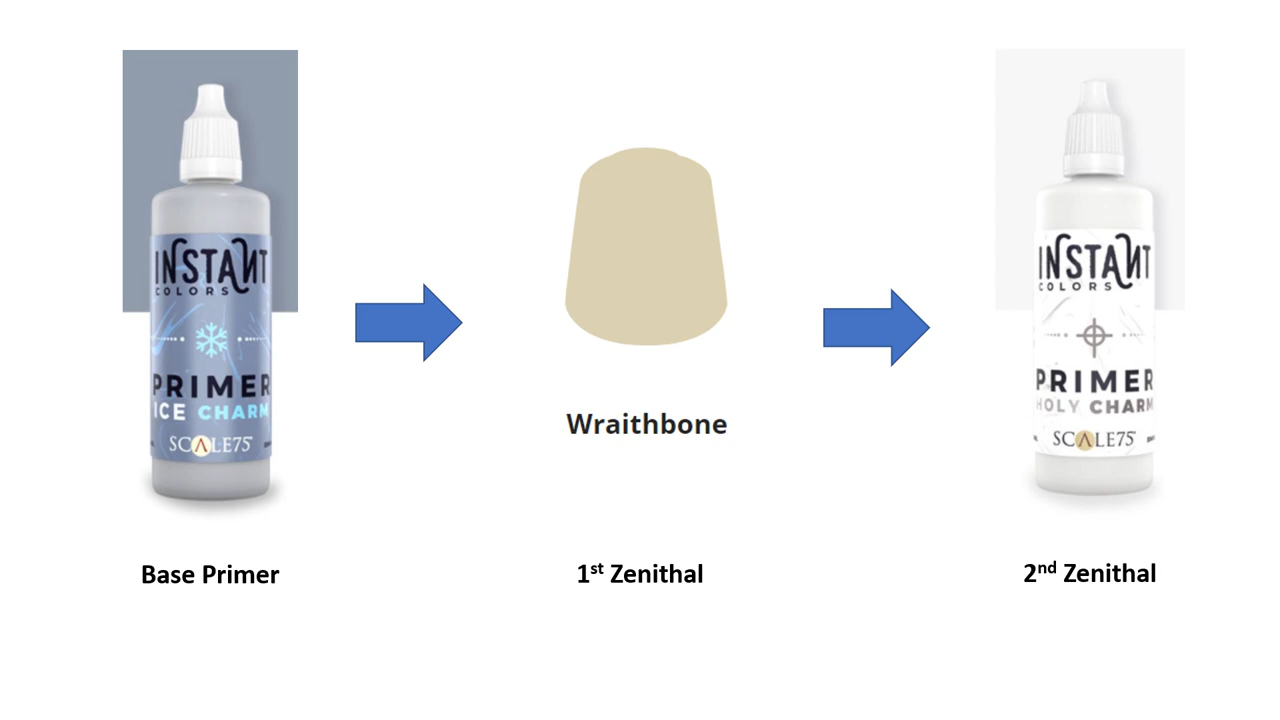 INSTANT
COLORS
PRIMER
ICE CHARM
SCALE75
Base Primer
Wraithbone
1st Zenithal
INSTANT
COLORS
PRIMER
HOLY CHARM
SCALE75
2nd Zenithal